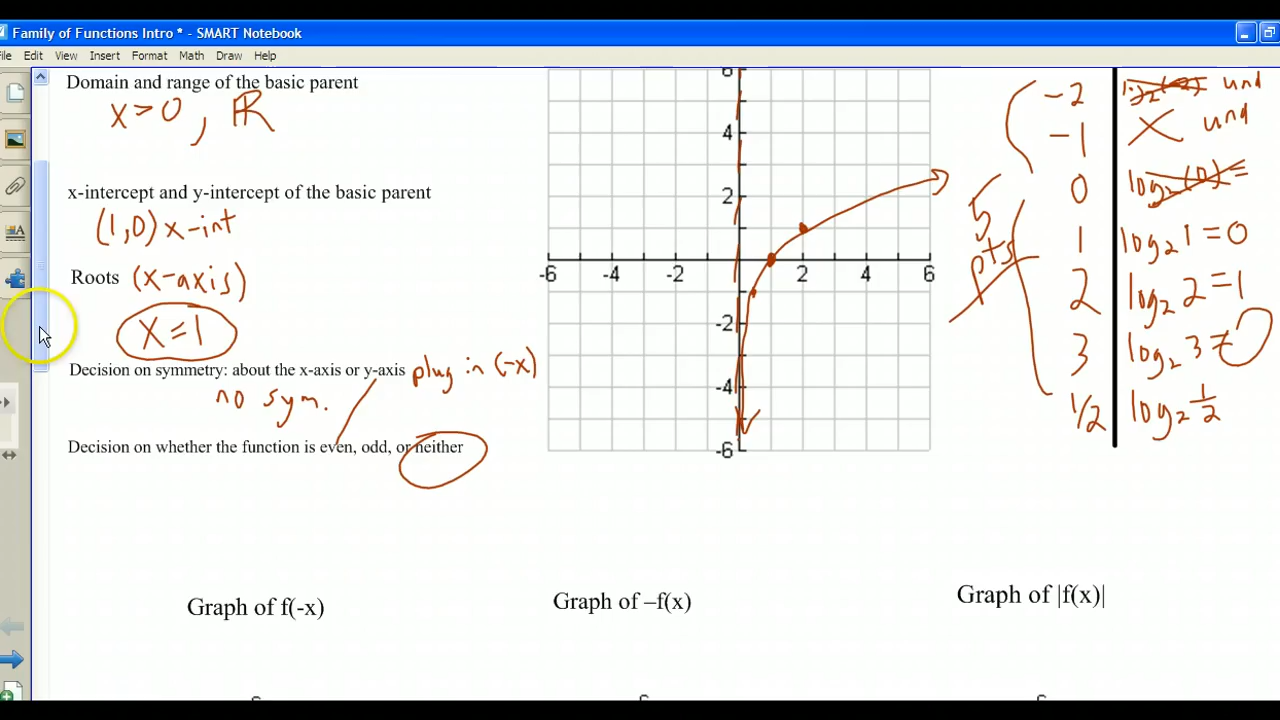 Family of Functions Intro * - SMART Notebook
File Edit View Insert Format Math Draw Help
Domain and range of the basic parent
x > 0, ℝ
x-intercept and y-intercept of the basic parent
(1,0) x-int
Roots (x-axis)
x = 1
Decision on symmetry: about the x-axis or y-axis plug in (-x)
no sym.
Decision on whether the function is even, odd, or neither
6
4
2
-6 -4 -2 2 4 6
-2
-4
-6
5
pts
-2 und
-1 X und
0 log₂(0) =
1 log₂ 1 = 0
2 log₂ 2 = 1
3 log₂ 3 =
1/2 log₂ 1/2
Graph of f(-x)
Graph of –f(x)
Graph of |f(x)|